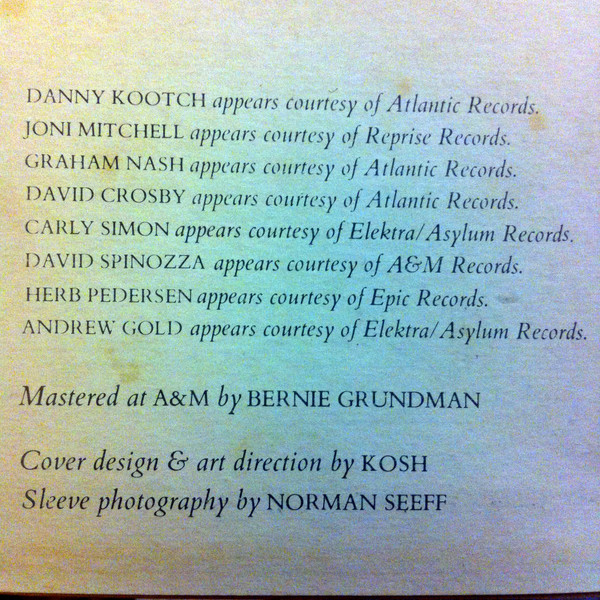 DANNY KOOTCH appears courtesy of Atlantic Records.
JONI MITCHELL appears courtesy of Reprise Records.
GRAHAM NASH appears courtesy of Atlantic Records.
DAVID CROSBY appears courtesy of Atlantic Records.
CARLY SIMON appears courtesy of Elektra/Asylum Records.
DAVID SPINOZZA appears courtesy of A&M Records.
HERB PEDERSEN appears courtesy of Epic Records.
ANDREW GOLD appears courtesy of Elektra/Asylum Records.
Mastered at A&M by BERNIE GRUNDMAN
Cover design & art direction by KOSH
Sleeve photography by NORMAN SEEFF